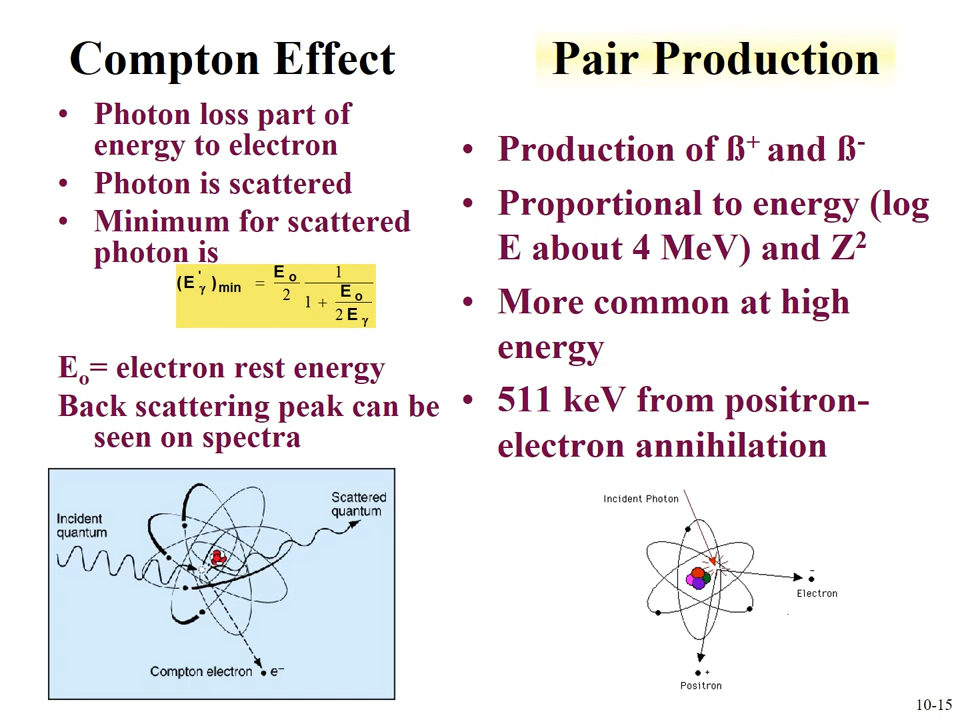 Compton Effect
• Photon loss part of
energy to electron
• Photon is scattered
• Minimum for scattered
photon is
(E'γ)min = Eo/2 1/(1 + Eo/(2 Eγ))
Eo= electron rest energy
Back scattering peak can be
seen on spectra
Incident
quantum
Scattered
quantum
Compton electron e–
Pair Production
• Production of ß+ and ß-
• Proportional to energy (log
E about 4 MeV) and Z2
• More common at high
energy
• 511 keV from positron-
electron annihilation
Incident Photon
–
Electron
+
Positron
10-15